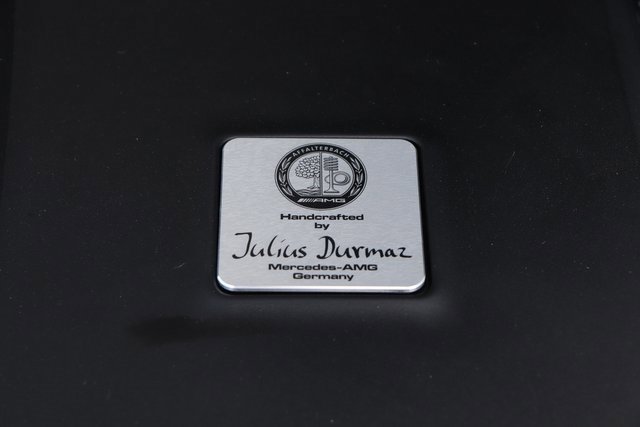 AFFALTERBACH
AMG
Handcrafted
by
Julius Durmaz
Mercedes-AMG
Germany